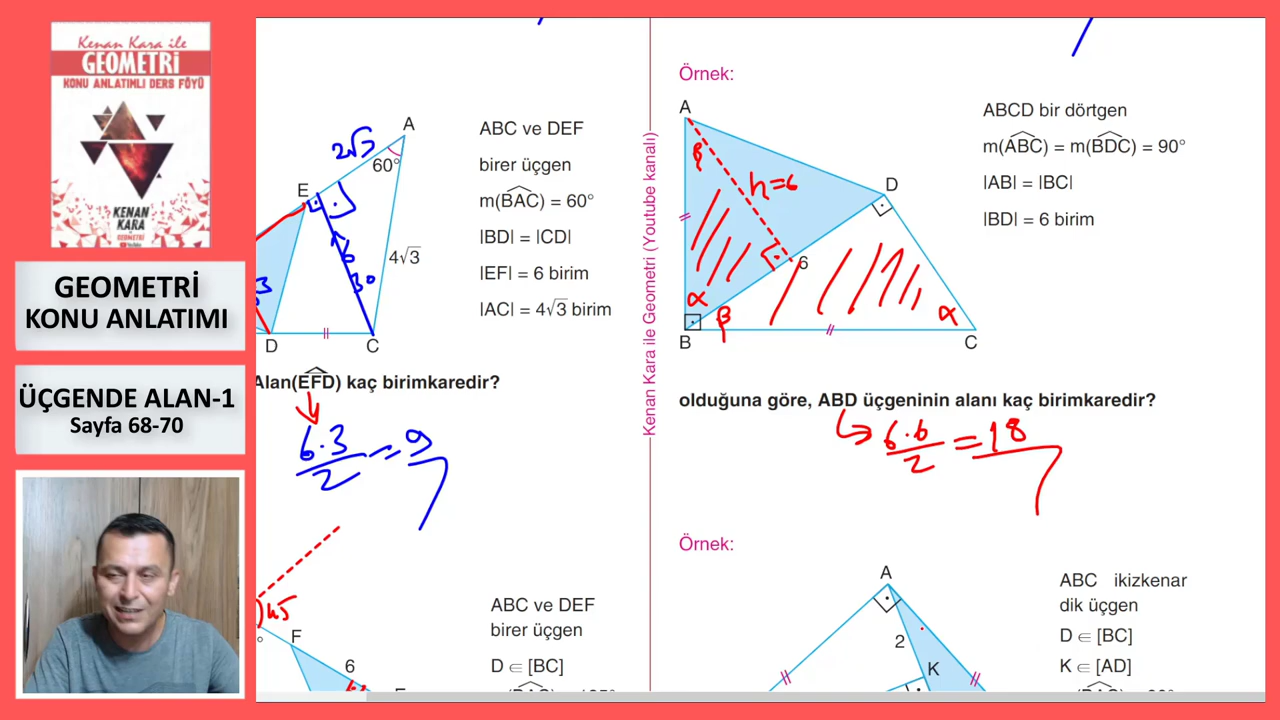 Kenan Kara ile
GEOMETRİ
KONU ANLATIMLI DERS FÖYÜ
KENAN
KARA
GEOMETRİ KONU ANLATIMI
ÜÇGENDE ALAN-1
Sayfa 68-70
A
E
60°
2√3
6
30
4√3
D
C
ABC ve DEF
birer üçgen
m(BAC) = 60°
|BD| = |CD|
|EF| = 6 birim
|AC| = 4√3 birim
Alan(EFD) kaç birimkaredir?
6·3/2 = 9
45
F
6
ABC ve DEF
birer üçgen
D ∈ [BC]
Kenan Kara ile Geometri (Youtube kanalı)
Örnek:
A
β
h=6
D
6
α
β
α
B
C
ABCD bir dörtgen
m(ABC) = m(BDC) = 90°
|AB| = |BC|
|BD| = 6 birim
olduğuna göre, ABD üçgeninin alanı kaç birimkaredir?
6·6/2 = 18
Örnek:
A
2
K
ABC ikizkenar
dik üçgen
D ∈ [BC]
K ∈ [AD]